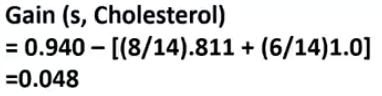 Gain (s, Cholesterol)
= 0.940 – [(8/14).811 + (6/14)1.0]
=0.048